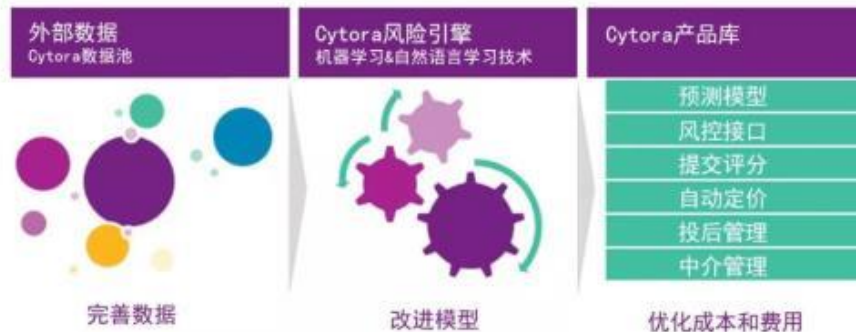 外部数据
Cytora数据池
完善数据
Cytora风险引擎
机器学习&自然语言学习技术
改进模型
Cytora产品库
预测模型
风控接口
提交评分
自动定价
投后管理
中介管理
优化成本和费用